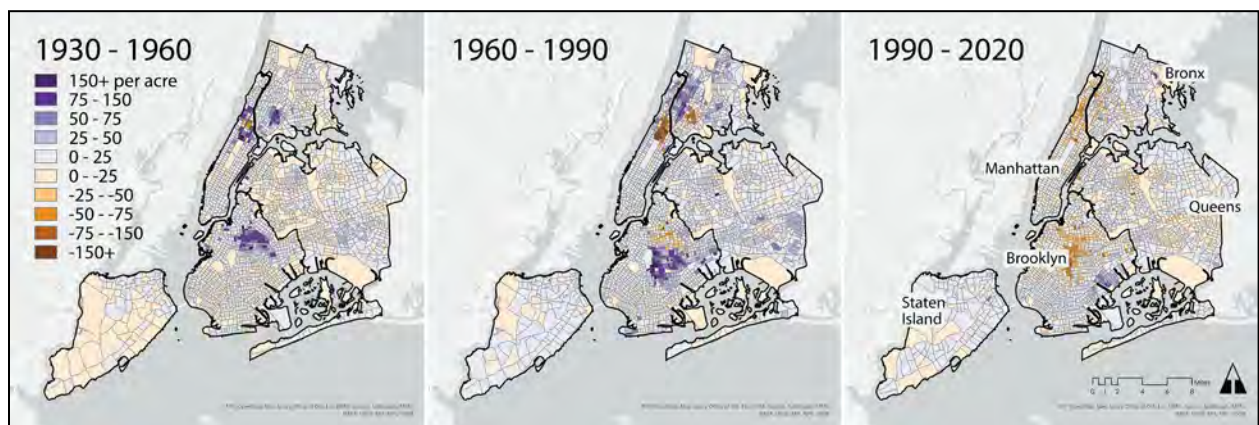 1930 - 1960
150+ per acre
75 - 150
50 - 75
25 - 50
0 - 25
0 - -25
-25 - -50
-50 - -75
-75 - -150
-150+
1960 - 1990
1990 - 2020
Bronx
Manhattan
Queens
Brooklyn
Staten
Island
Miles
0 1 2 4 6 8